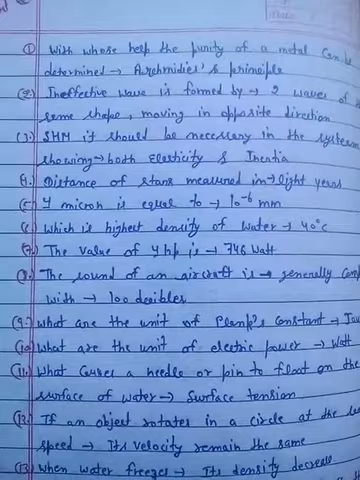 ① With whose help the purity of a metal can be
determined → Archmidies's principle
(2) Ineffective wave is formed by → 2 waves of
same shape, moving in opposite direction
(3) SHM it should be necessary in the system
showing → both Elasticity & Inertia
4. Distance of stars measured in → light years
(5) 1 micron is equal to → 10⁻⁶ mm
(6) Which is highest density of water → 40°c
(7) The value of 1 hp is → 746 Watt
(8) The sound of an aircraft is → generally
with → 100 decibles
(9) What are the unit of Plank's Constant →
(10) What are the unit of electric power → Watt
(11) What Causes a needle or pin to float on the
surface of water → Surface tension
(12) If an object rotates in a circle at the
speed → Its velocity remain the same
(13) When water freezes → Its density decrease